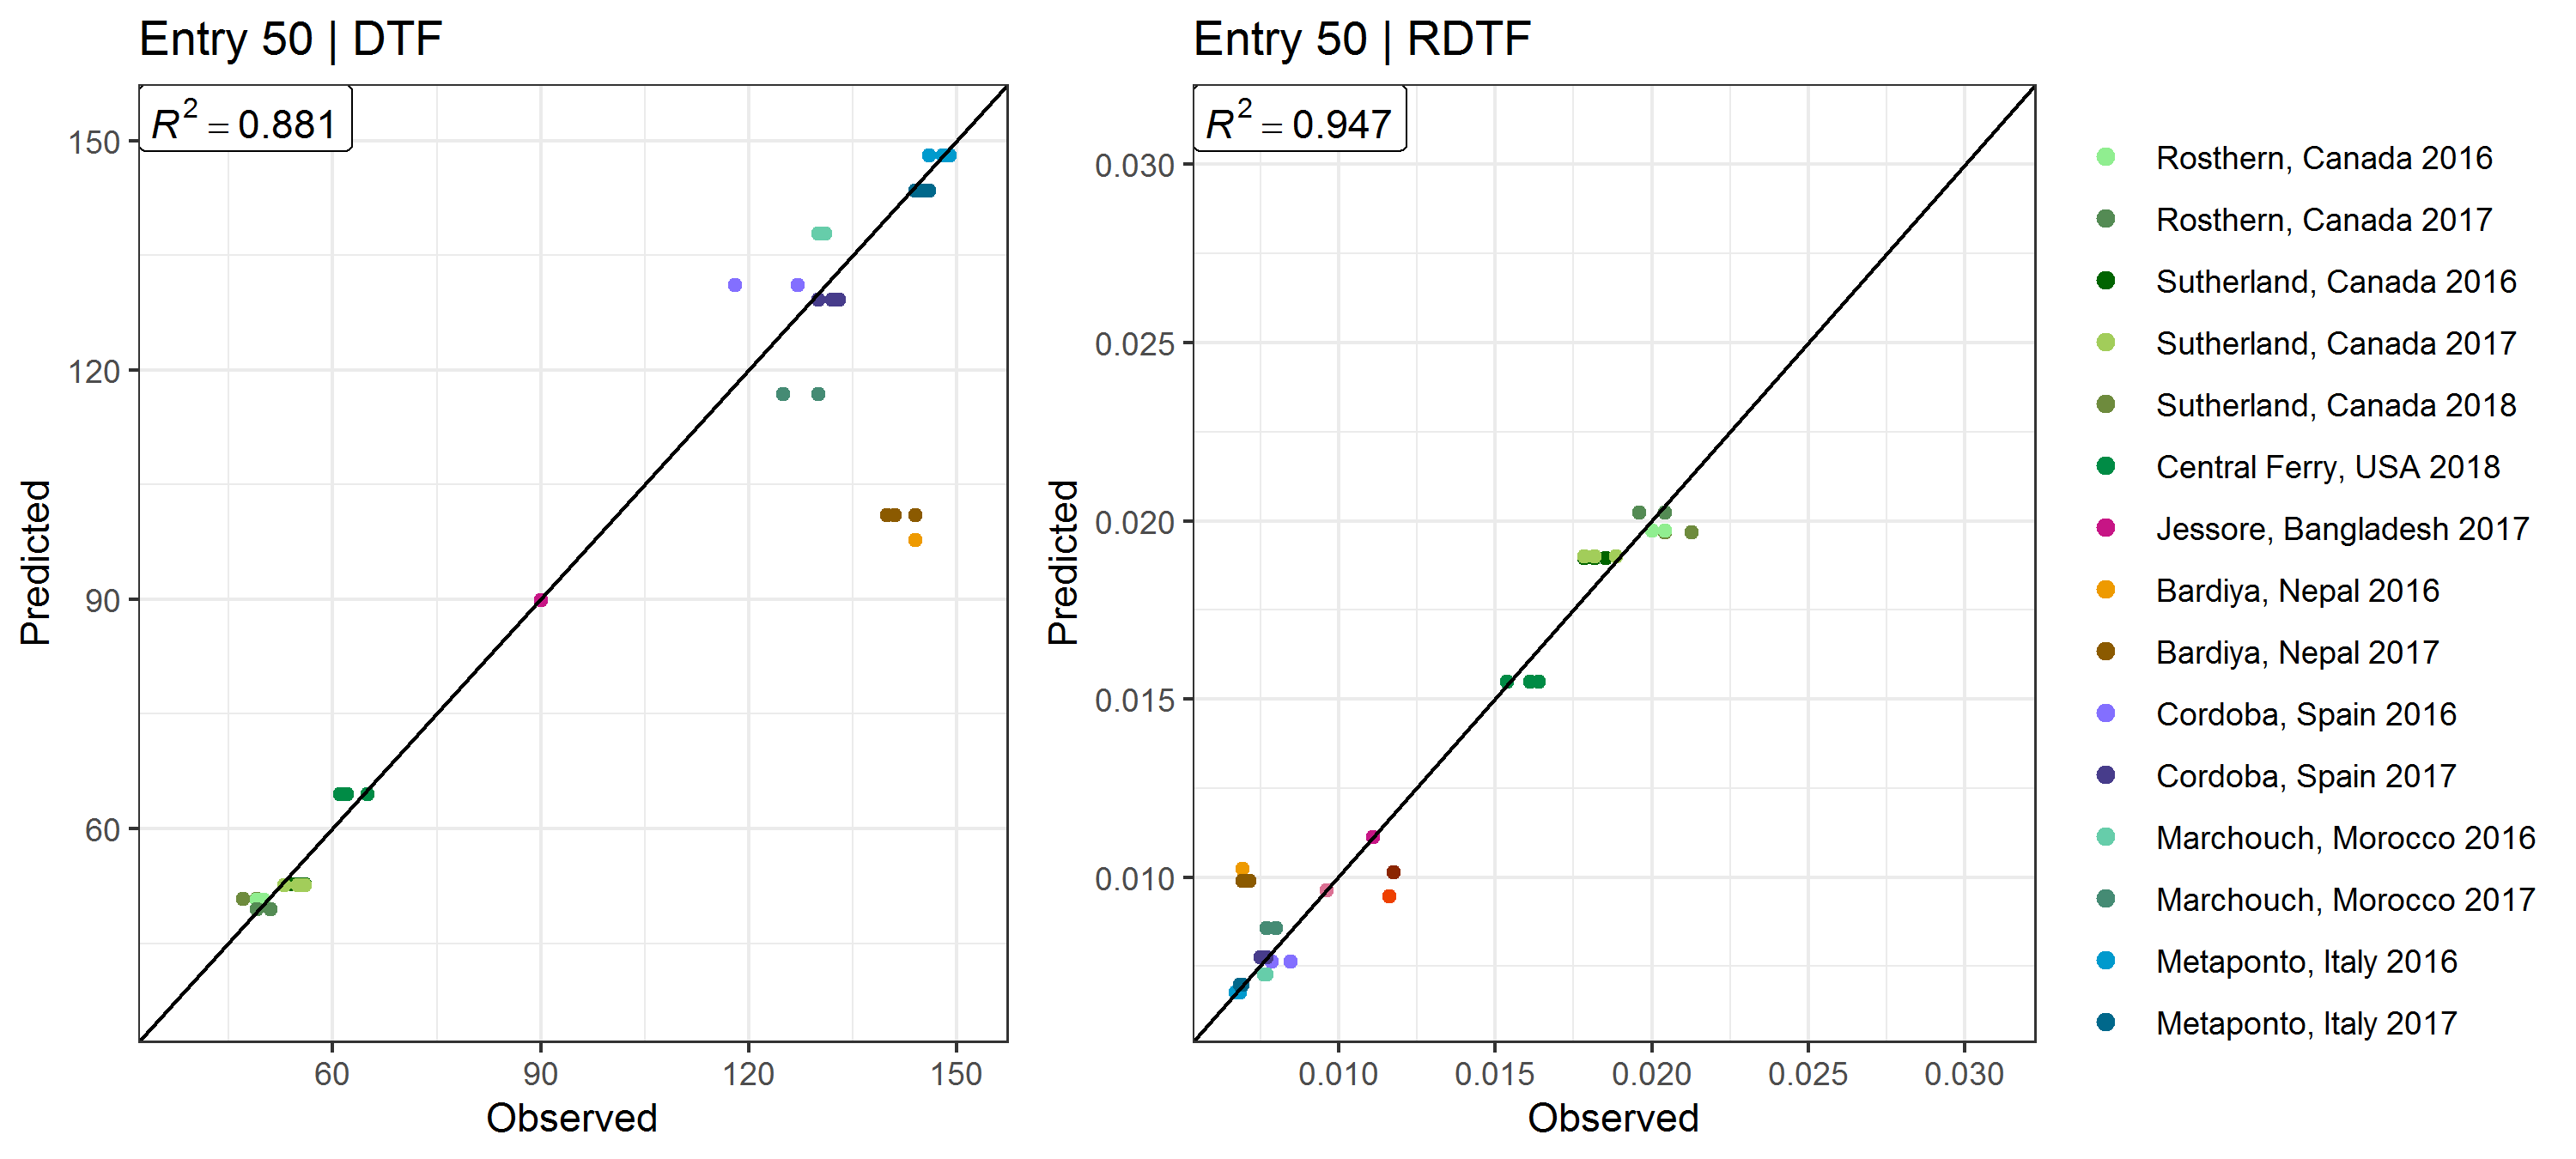 Entry 50 | DTF
R² = 0.881
150
120
90
60
Predicted
60 90 120 150
Observed
Entry 50 | RDTF
R² = 0.947
0.030
0.025
0.020
0.015
0.010
Predicted
0.010 0.015 0.020 0.025 0.030
Observed
Rosthern, Canada 2016
Rosthern, Canada 2017
Sutherland, Canada 2016
Sutherland, Canada 2017
Sutherland, Canada 2018
Central Ferry, USA 2018
Jessore, Bangladesh 2017
Bardiya, Nepal 2016
Bardiya, Nepal 2017
Cordoba, Spain 2016
Cordoba, Spain 2017
Marchouch, Morocco 2016
Marchouch, Morocco 2017
Metaponto, Italy 2016
Metaponto, Italy 2017